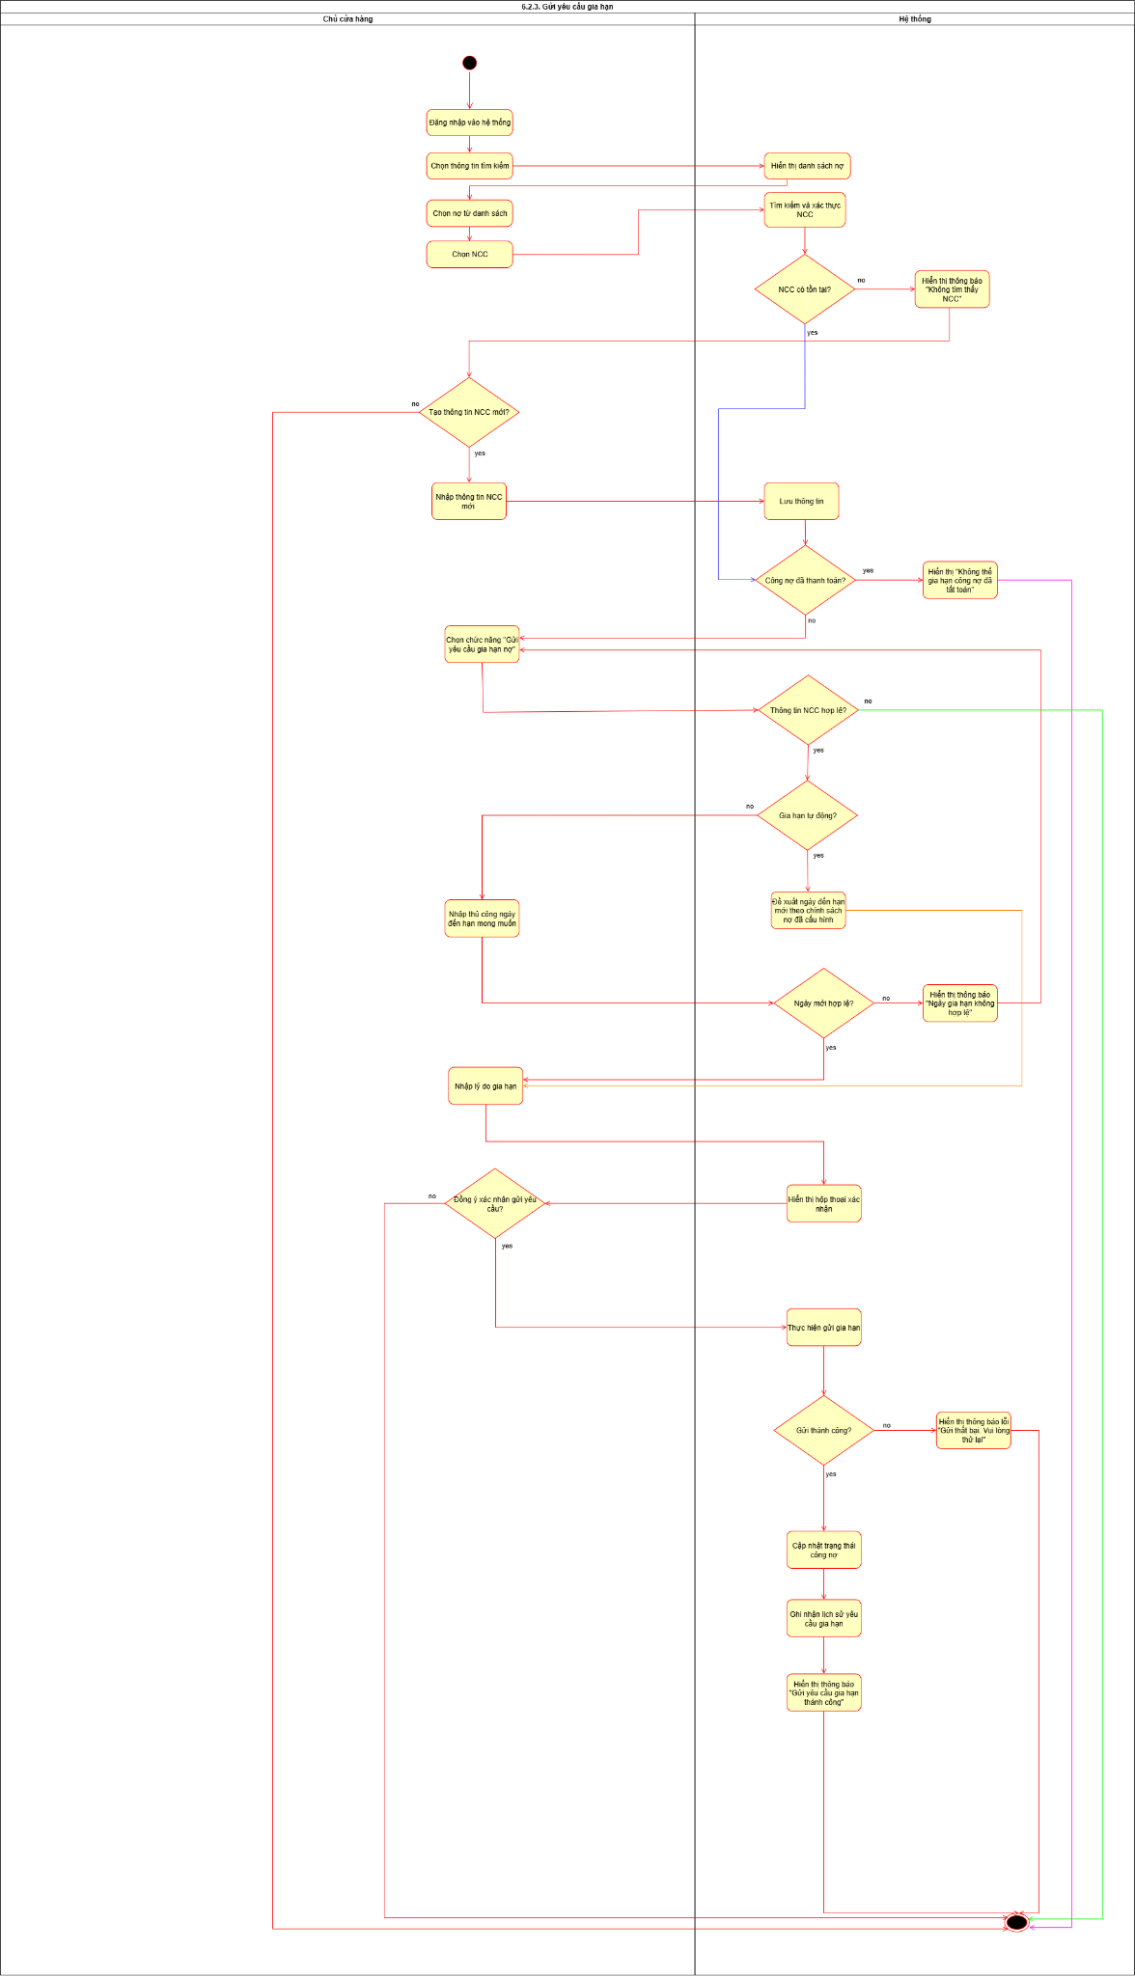 6.2.3. Gửi yêu cầu gia hạn
Chủ cửa hàng
Hệ thống
Đăng nhập vào hệ thống
Chọn thông tin tìm kiếm
Hiển thị danh sách nợ
Chọn nợ từ danh sách
Tìm kiếm và xác thực
NCC
Chọn NCC
NCC có tồn tại?
no
Hiển thị thông báo
"Không tìm thấy
NCC"
yes
no
Tạo thông tin NCC mới?
yes
Nhập thông tin NCC
mới
Lưu thông tin
Công nợ đã thanh toán?
yes
Hiển thị "Không thể
gia hạn công nợ đã
tất toán"
no
Chọn chức năng "Gửi
yêu cầu gia hạn nợ"
Thông tin NCC hợp lệ?
no
yes
no
Gia hạn tự động?
yes
Đề xuất ngày đến hạn
mới theo chính sách
nợ đã cấu hình
Nhập thủ công ngày
đến hạn mong muốn
Ngày mới hợp lệ?
no
Hiển thị thông báo
"Ngày gia hạn không
hợp lệ"
yes
Nhập lý do gia hạn
no
Đồng ý xác nhận gửi yêu
cầu?
Hiển thị hộp thoại xác
nhận
yes
Thực hiện gửi gia hạn
Gửi thành công?
no
Hiển thị thông báo lỗi
"Gửi thất bại. Vui lòng
thử lại"
yes
Cập nhật trạng thái
công nợ
Ghi nhận lịch sử yêu
cầu gia hạn
Hiển thị thông báo
"Gửi yêu cầu gia hạn
thành công"